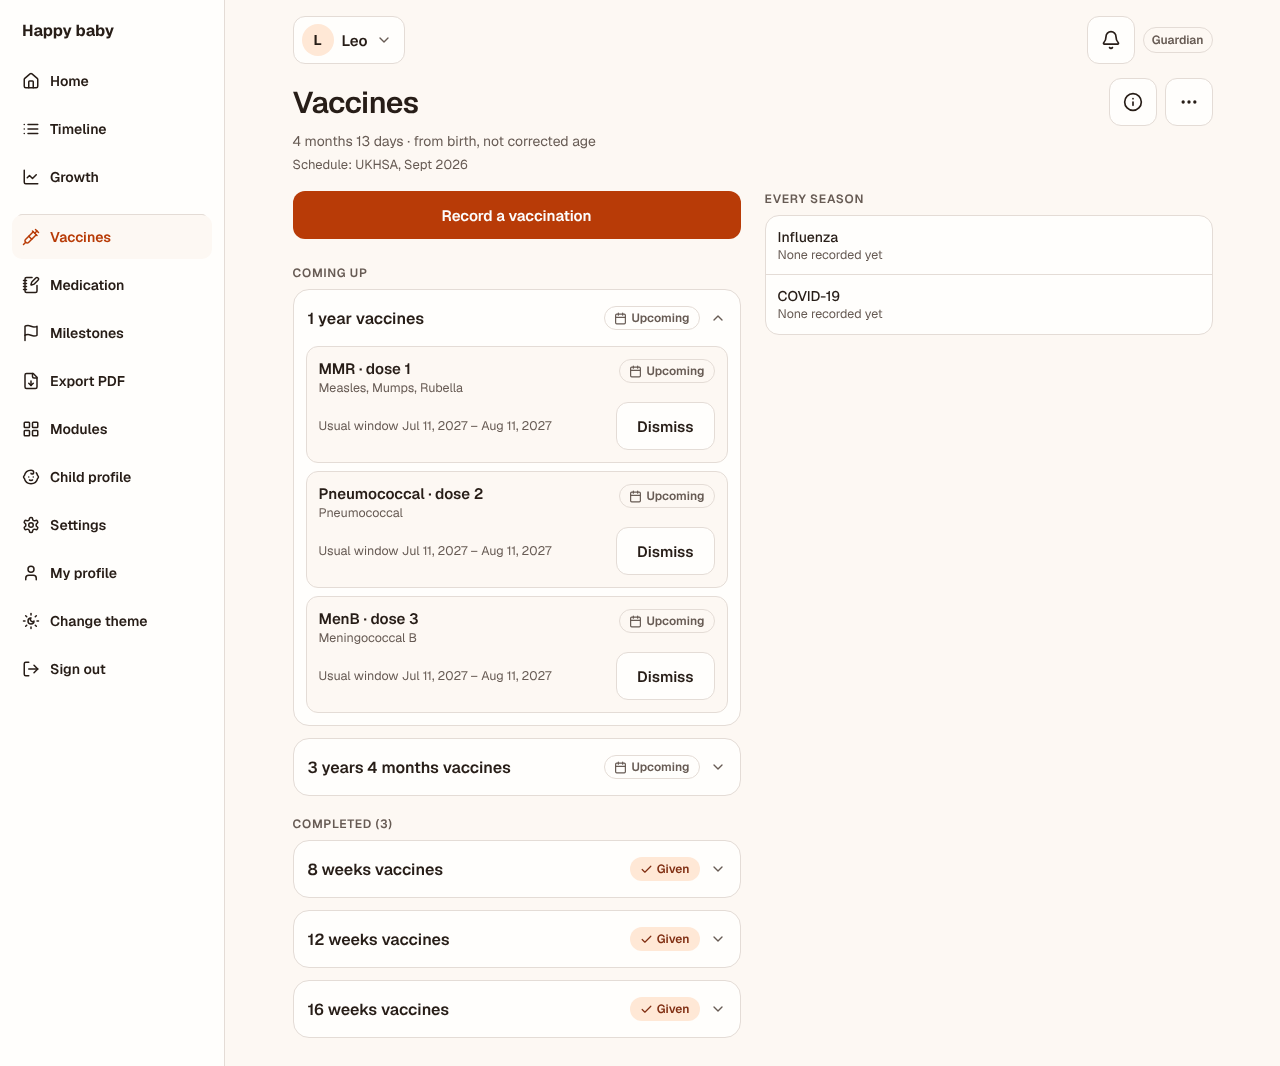 Happy baby
Home
Timeline
Growth
Vaccines
Medication
Milestones
Export PDF
Modules
Child profile
Settings
My profile
Change theme
Sign out
L Leo
Guardian
Vaccines
4 months 13 days · from birth, not corrected age
Schedule: UKHSA, Sept 2026
Record a vaccination
COMING UP
1 year vaccines Upcoming
MMR · dose 1 Upcoming
Measles, Mumps, Rubella
Usual window Jul 11, 2027 – Aug 11, 2027 Dismiss
Pneumococcal · dose 2 Upcoming
Pneumococcal
Usual window Jul 11, 2027 – Aug 11, 2027 Dismiss
MenB · dose 3 Upcoming
Meningococcal B
Usual window Jul 11, 2027 – Aug 11, 2027 Dismiss
3 years 4 months vaccines Upcoming
COMPLETED (3)
8 weeks vaccines Given
12 weeks vaccines Given
16 weeks vaccines Given
EVERY SEASON
Influenza
None recorded yet
COVID-19
None recorded yet